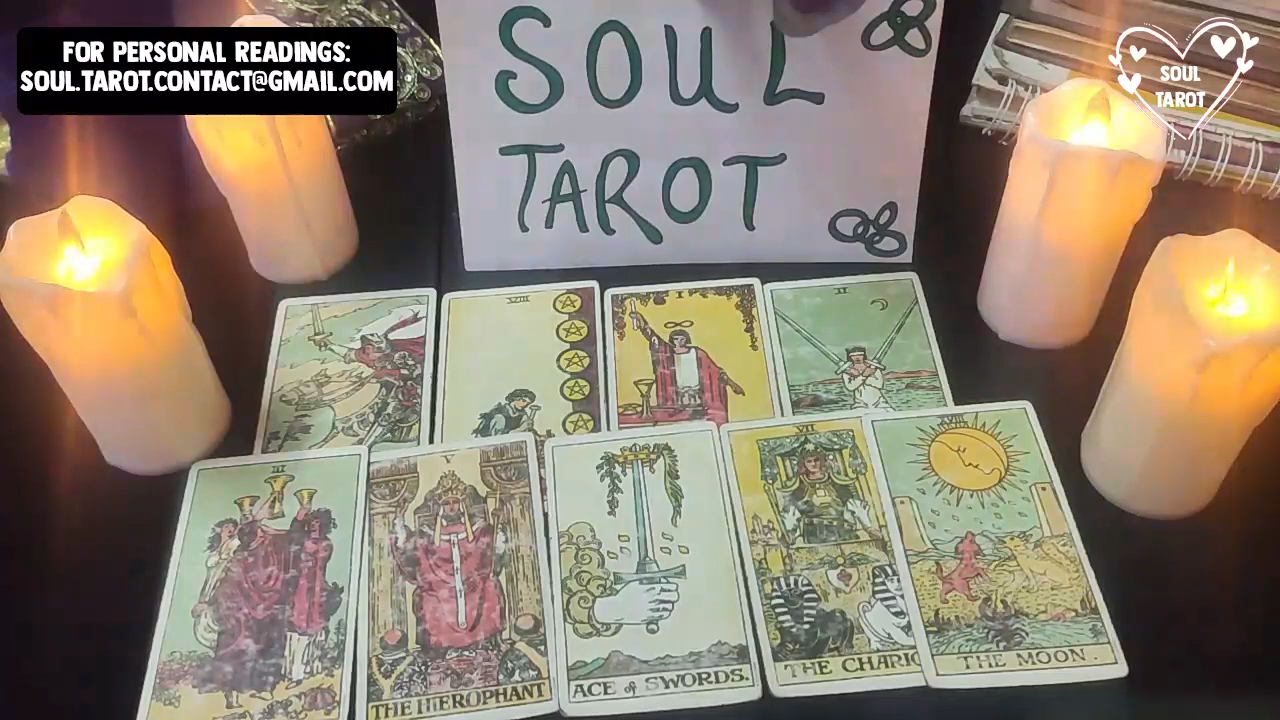 FOR PERSONAL READINGS:
SOUL.TAROT.CONTACT@GMAIL.COM
SOUL
TAROT
SOUL
TAROT
VIII
I
II
III
V
VII
XVIII
THE HIEROPHANT
ACE of SWORDS.
THE CHARIO
THE MOON.